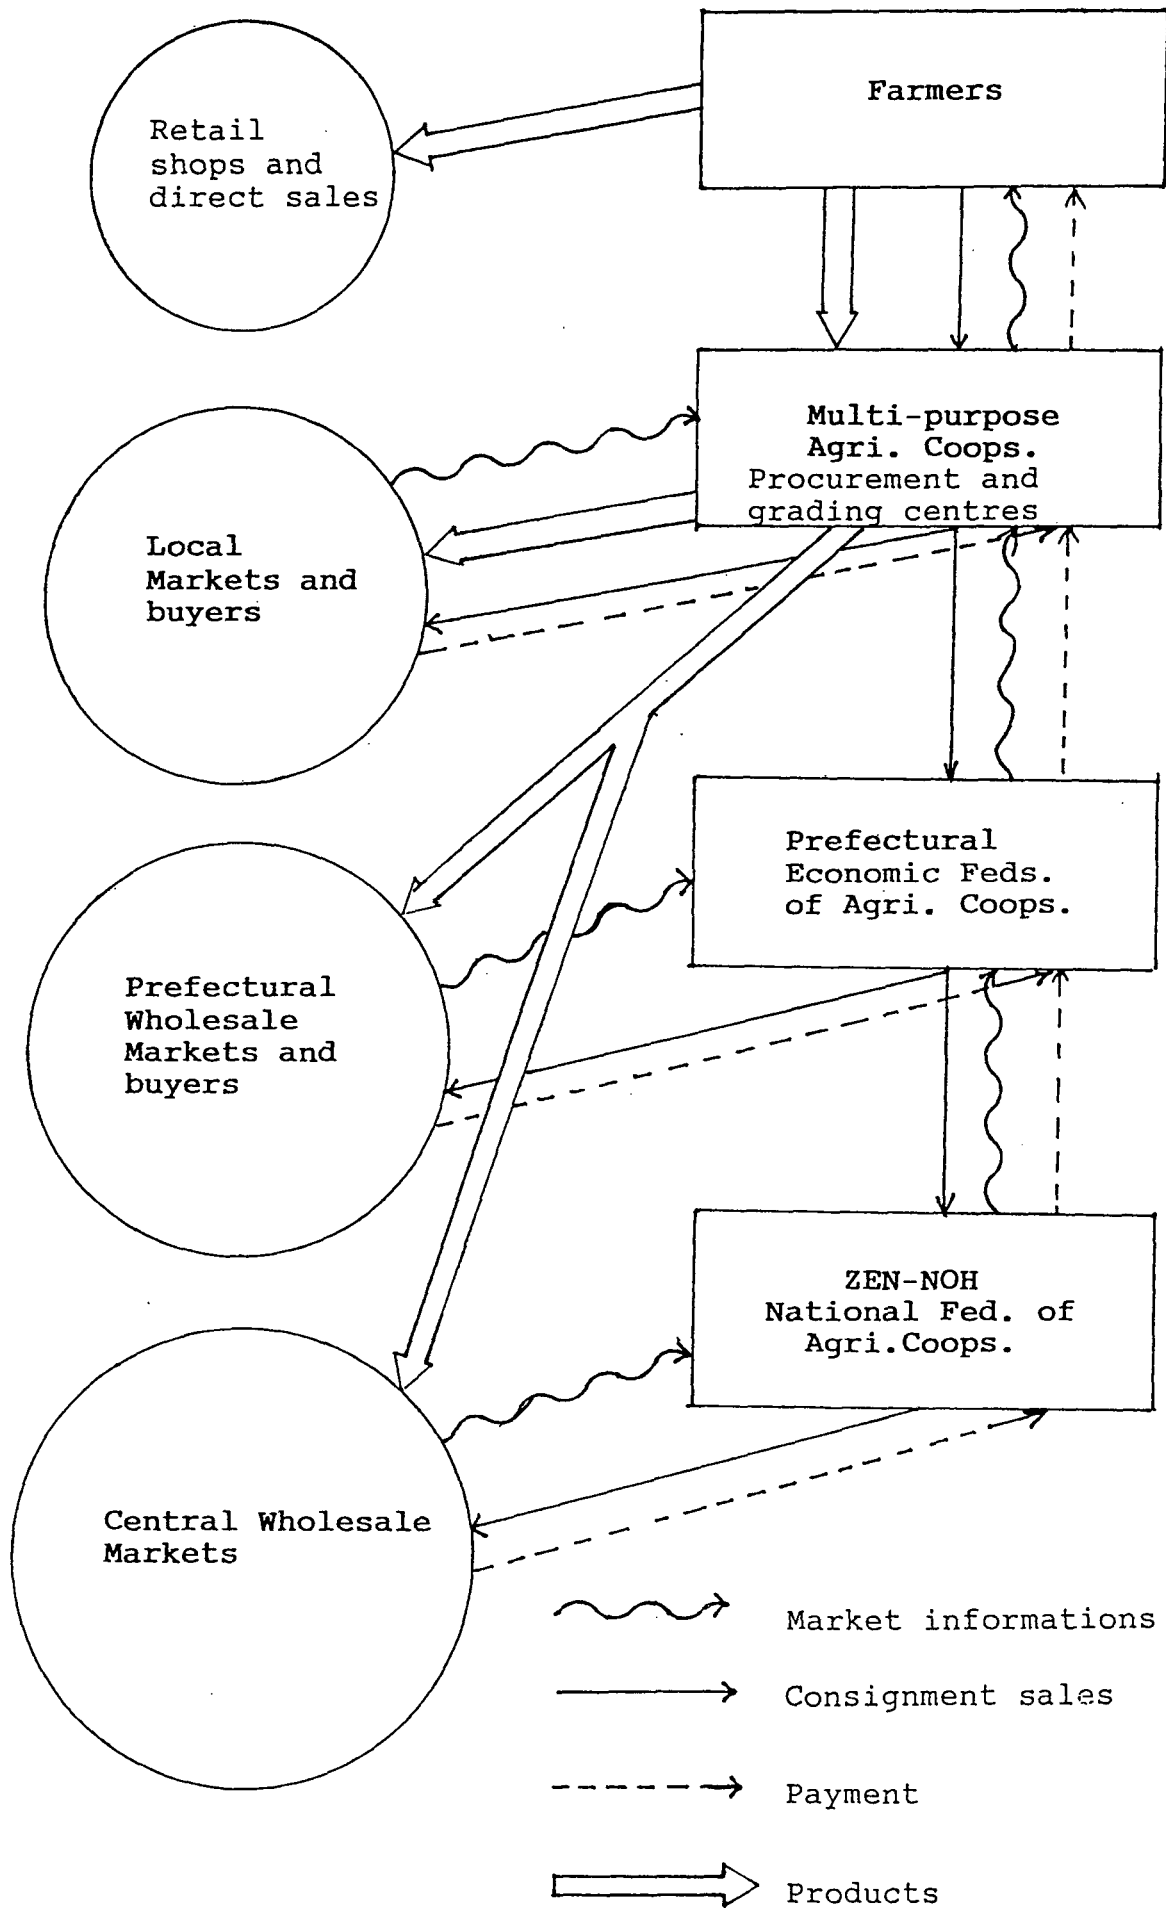 Farmers
Retail
shops and
direct sales
Multi-purpose
Agri. Coops.
Procurement and
grading centres
Local
Markets and
buyers
Prefectural
Economic Feds.
of Agri. Coops.
Prefectural
Wholesale
Markets and
buyers
ZEN-NOH
National Fed. of
Agri.Coops.
Central Wholesale
Markets
Market informations
Consignment sales
Payment
Products